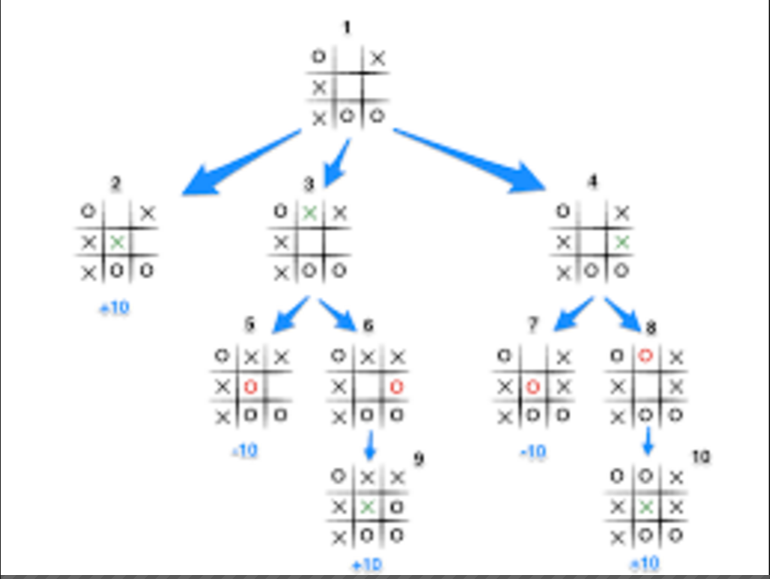 1
O X
X
X O O
2 3 4
O X O X X O X
X X X X X
X O O X O O X O O
+10
5 6 7 8
O X X O X X O X O O X
X O X O X O X X X
X O O X O O X O O X O O
-10 -10
9 10
O X X O O X
X X O X X X
X O O X O O
+10 +10